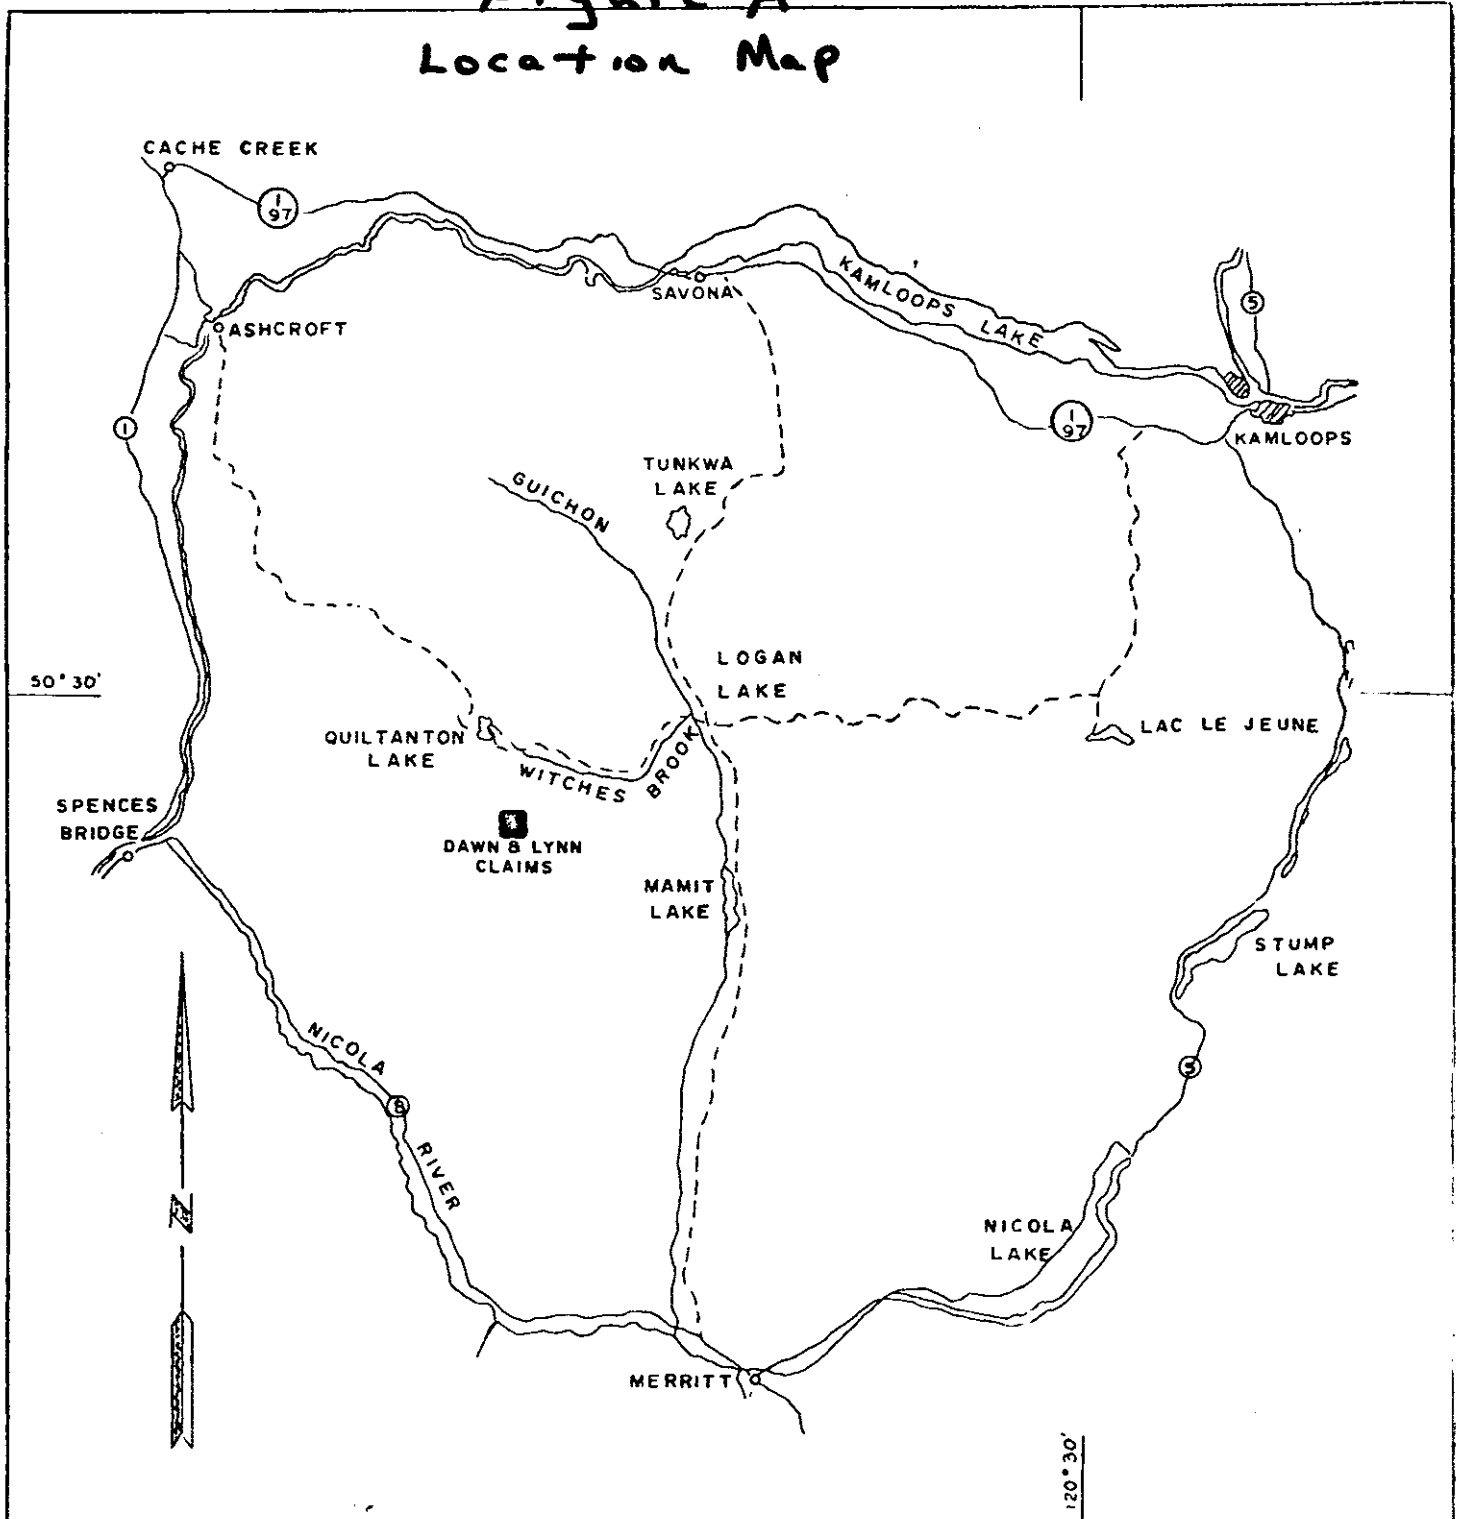 Figure A
Location Map
CACHE CREEK
1
97
SAVONA
KAMLOOPS LAKE
5
ASHCROFT
1
1
97
KAMLOOPS
TUNKWA
LAKE
GUICHON
LOGAN
LAKE
50° 30'
QUILTANTON
LAKE
LAC LE JEUNE
WITCHES BROOK
SPENCES
BRIDGE
DAWN & LYNN
CLAIMS
MAMIT
LAKE
STUMP
LAKE
NICOLA
RIVER
8
5
N
NICOLA
LAKE
MERRITT
120° 30'